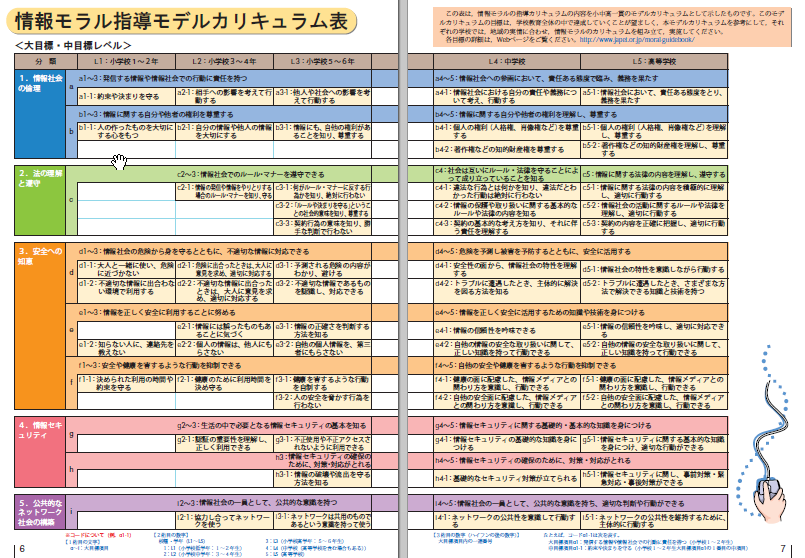 情報モラル指導モデルカリキュラム表
この表は、情報モラルカリキュラムの内容を小中高一貫のモデルカリキュラムとして示したものです。このモデ
ルカリキュラムの目標は、学校教育全体の中で達成していくことが望ましく、本モデルカリキュラムを参考にして、それ
ぞれの学校では、地域の実情に合わせ、情報モラルのカリキュラムを組み立て、実施してください。
各目標の詳細は、Webページをご覧ください。http://www.japet.or.jp/moral-guidebook/
＜大目標・中目標レベル＞
分 類
L1：小学校1～2年
L2：小学校3～4年
L3：小学校5～6年
L4：中学校
L5：高等学校
1．情報社会
の倫理
a
a1～3：発信する情報や情報社会での行動に責任を持つ
a4～5：情報社会への参画において、責任ある態度で臨み、義務を果たす
a1-1：約束や決まりを守る
a2-1：相手への影響を考えて行
動する
a3-1：他人や社会への影響を考
えて行動する
a4-1：情報社会における自分の責任や義務につ
いて考え、行動する
a5-1：情報社会において、責任ある態度をとり、
義務を果たす
b
b1～3：情報に関する自分や他者の権利を尊重する
b4～5：情報に関する自分や他者の権利を理解し、尊重する
b1-1：人の作ったものを大切に
する心をもつ
b2-1：自分の情報や他人の情報
を大切にする
b3-1：情報にも、自他の権利があ
ることを知り、尊重する
b4-1：個人の権利（人格権、肖像権など）を尊重
する
b5-1：個人の権利（人格権、肖像権など）を理解
し、尊重する
b4-2：著作権などの知的財産権を尊重する
b5-2：著作権などの知的財産権を理解し、尊重
する
2．法の理解
と遵守
c
c2～3：情報社会でのルール・マナーを遵守できる
c4：社会は互いにルール・法律を守ることによ
って成り立っていることを知る
c5：情報に関する法律の内容を理解し、遵守する
c2-1：情報の発信や情報をやりとりする
場合のルール・マナーを知り、守る
c3-1：何がルール・マナーに反する行
為かを知り、絶対に行わない
c4-1：違法な行為とは何かを知り、違法だとわ
かった行動は絶対に行わない
c5-1：情報に関する法律の内容を積極的に理解
し、適切に行動する
c3-2：「ルールや決まりを守る」というこ
との社会的意味を知り、尊重する
c4-2：情報の保護や取り扱いに関する基本的な
ルールや法律の内容を知る
c5-2：情報社会の活動に関するルールや法律を
理解し、適切に行動する
c3-3：契約行為の意味を知り、勝
手な判断で行わない
c4-3：契約の基本的な考え方を知り、それに伴
う責任を理解する
c5-3：契約の内容を正確に把握し、適切に行動
する
3．安全への
知恵
d
d1～3：情報社会の危険から身を守るとともに、不適切な情報に対応できる
d4～5：危険を予測し被害を予防するとともに、安全に活用する
d1-1：大人と一緒に使い、危険
に近づかない
d2-1：危険に出合ったときは、大人に
意見を求め、適切に対応する
d3-1：予測される危険の内容が
わかり、避ける
d4-1：安全性の面から、情報社会の特性を理解
する
d5-1：情報社会の特性を意識しながら行動する
d1-2：不適切な情報に出合わな
い環境で利用する
d2-2：不適切な情報に出合った
ときは、大人に意見を求
め、適切に対応する
d3-2：不適切な情報であるもの
を認識し、対応できる
d4-2：トラブルに遭遇したとき、主体的に解決
を図る方法を知る
d5-2：トラブルに遭遇したとき、さまざまな方
法で解決できる知識と技術を持つ
e
e1～3：情報を正しく安全に利用することに努める
e4～5：情報を正しく安全に活用するための知識や技術を身につける
e2-1：情報には誤ったものもあ
ることに気づく
e3-1：情報の正確さを判断する
方法を知る
e4-1：情報の信頼性を吟味できる
e5-1：情報の信頼性を吟味し、適切に対応でき
る
e1-2：知らない人に、連絡先を
教えない
e2-2：個人の情報は、他人にも
らさない
e3-2：自他の個人情報を、第三
者にもらさない
e4-2：自他の情報の安全な取り扱いに関して、
正しい知識を持って行動できる
e5-2：自他の情報の安全な取り扱いに関して、
正しい知識を持って行動できる
f
f1～3：安全や健康を害するような行動を抑制できる
f4～5：自他の安全や健康を害するような行動を抑制できる
f1-1：決められた利用の時間や
約束を守る
f2-1：健康のために利用時間を
決め守る
f3-1：健康を害するような行動
を自制する
f4-1：健康の面に配慮した、情報メディアと
の関わり方を意識し、行動できる
f5-1：健康の面に配慮した、情報メディアと
の関わり方を意識し、行動できる
f3-2：人の安全を脅かす行為を
行わない
f4-2：自他の安全面に配慮した、情報メディア
との関わり方を意識し、行動できる
f5-2：自他の安全面に配慮した、情報メディア
との関わり方を意識し、行動できる
4．情報セキ
ュリティ
g
g2～3：生活の中で必要となる情報セキュリティの基本を知る
g4～5：情報セキュリティに関する基礎的・基本的な知識を身につける
g2-1：認証の重要性を理解し、
正しく利用できる
g3-1：不正使用や不正アクセスさ
れないように利用できる
g4-1：情報セキュリティの基礎的な知識を身に
つける
g5-1：情報セキュリティに関する基本的な知識
を身につけ、適切な行動ができる
h
h3：情報セキュリティの確保の
ために、対策・対応がとれる
h4～5：情報セキュリティの確保のために、対策・対応がとれる
h3-1：情報の破壊や流出を守る
方法を知る
h4-1：基礎的なセキュリティ対策が立てられる
h5-1：情報セキュリティに関し、事前対策・緊
急対応・事後対策ができる
5．公共的な
ネットワーク
社会の構築
i
i2～3：情報社会の一員として、公共的な意識を持つ
i4～5：情報社会の一員として、公共的な意識を持ち、適切な判断や行動ができる
i2-1：協力し合ってネットワー
クを使う
i3-1：ネットワークは共用のもので
あるという意識を持って使う
i4-1：ネットワークの公共性を意識して行動す
る
i5-1：ネットワークの公共性を維持するために、
主体的に行動する
※コードについて（例、a1-1）
【1桁目の文字】
a～i：大目標項目
【2桁目の数字】
校種・学年（L1～L5）
6
7